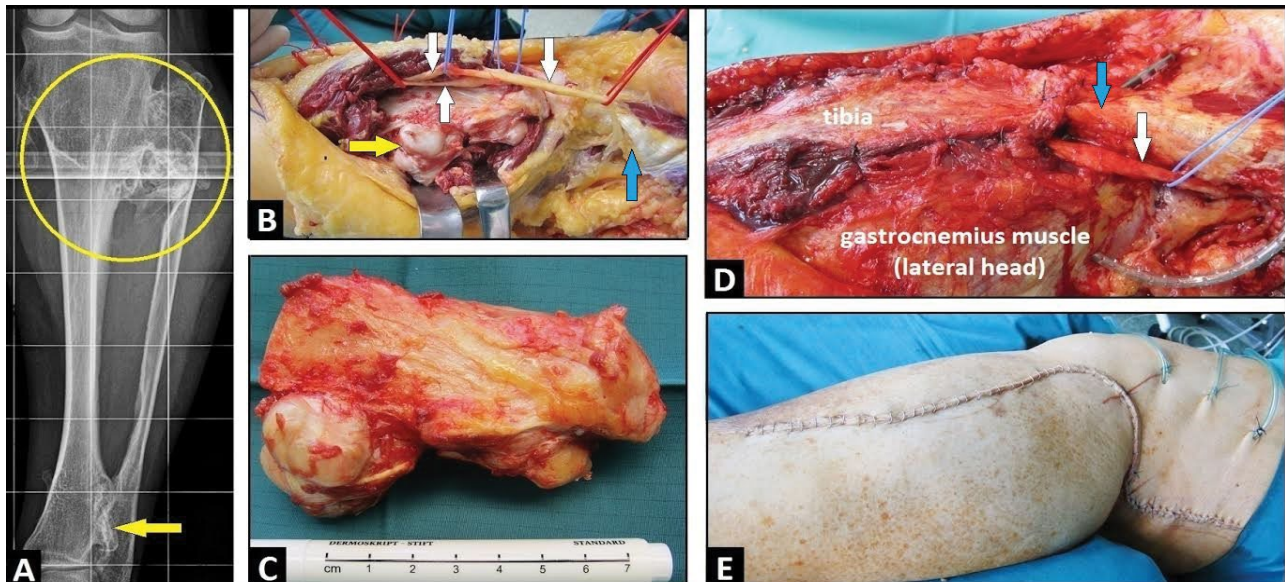 A
B
C
DERMOSKRIPT - STIFT STANDARD
cm 1 2 3 4 5 6 7
tibia
gastrocnemius muscle
(lateral head)
D
E